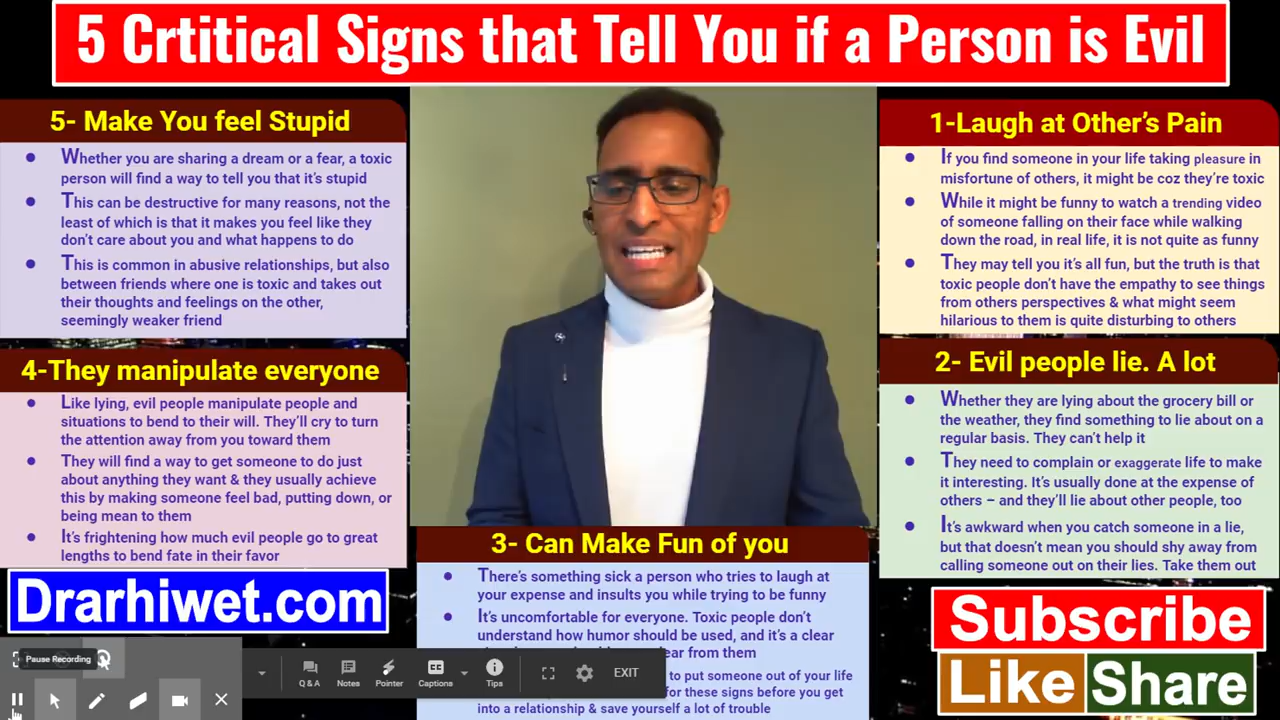 5 Crtitical Signs that Tell You if a Person is Evil
5- Make You feel Stupid
Whether you are sharing a dream or a fear, a toxic
person will find a way to tell you that it's stupid
This can be destructive for many reasons, not the
least of which is that it makes you feel like they
don't care about you and what happens to do
This is common in abusive relationships, but also
between friends where one is toxic and takes out
their thoughts and feelings on the other,
seemingly weaker friend
4-They manipulate everyone
Like lying, evil people manipulate people and
situations to bend to their will. They'll cry to turn
the attention away from you toward them
They will find a way to get someone to do just
about anything they want & they usually achieve
this by making someone feel bad, putting down, or
being mean to them
It's frightening how much evil people go to great
lengths to bend fate in their favor
Drarhiwet.com
1-Laugh at Other's Pain
If you find someone in your life taking pleasure in
misfortune of others, it might be coz they're toxic
While it might be funny to watch a trending video
of someone falling on their face while walking
down the road, in real life, it is not quite as funny
They may tell you it's all fun, but the truth is that
toxic people don't have the empathy to see things
from others perspectives & what might seem
hilarious to them is quite disturbing to others
2- Evil people lie. A lot
Whether they are lying about the grocery bill or
the weather, they find something to lie about on a
regular basis. They can't help it
They need to complain or exaggerate life to make
it interesting. It's usually done at the expense of
others – and they'll lie about other people, too
It's awkward when you catch someone in a lie,
but that doesn't mean you should shy away from
calling someone out on their lies. Take them out
3- Can Make Fun of you
There's something sick a person who tries to laugh at
your expense and insults you while trying to be funny
It's uncomfortable for everyone. Toxic people don't
understand how humor should be used, and it's a clear
from them
to put someone out of your life
for these signs before you get
into a relationship & save yourself a lot of trouble
Subscribe
Like Share
Pause Recording
Q & A
Notes
Pointer
Captions
Tips
EXIT